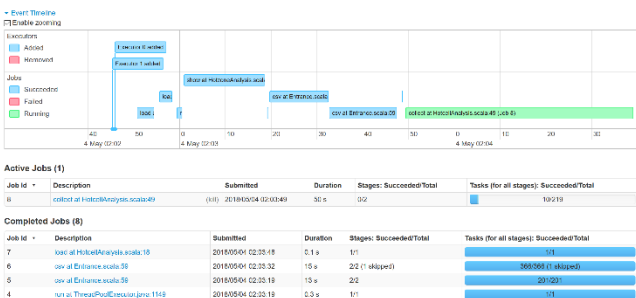 Event Timeline
Enable zooming
Executors
Added
Removed
Executor 0 added
Executor 1 added
Jobs
Succeeded
Failed
Running
show at HotcellAnalysis.scala
csv at Entrance.scala
load
csv at Entrance.scala:59
collect at HotcellAnalysis.scala:49 (Job 8)
40 50 0 10 20 30 40 50 0 10 20 30
4 May 02:02 4 May 02:03 4 May 02:04
Active Jobs (1)
Job Id Description Submitted Duration Stages: Succeeded/Total Tasks (for all stages): Succeeded/Total
8 collect at HotcellAnalysis.scala:49 (kill) 2018/05/04 02:03:49 50 s 0/2 10/219
Completed Jobs (8)
Job Id Description Submitted Duration Stages: Succeeded/Total Tasks (for all stages): Succeeded/Total
7 load at HotcellAnalysis.scala:18 2018/05/04 02:03:48 0.1 s 1/1 1/1
6 csv at Entrance.scala:59 2018/05/04 02:03:32 15 s 2/2 (1 skipped) 366/366 (1 skipped)
5 csv at Entrance.scala:59 2018/05/04 02:03:19 13 s 2/2 201/201
4 run at ThreadPoolExecutor.java:1149 2018/05/04 02:03:19 0.3 s 1/1 1/1